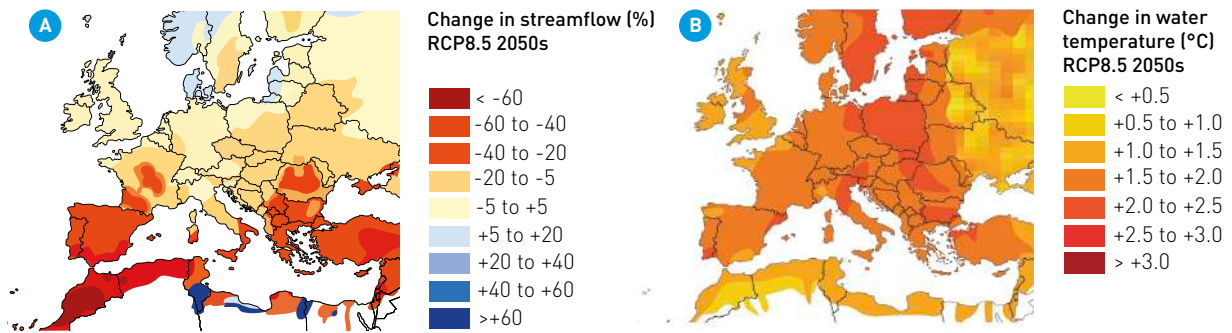 A
Change in streamflow (%)
RCP8.5 2050s
< -60
-60 to -40
-40 to -20
-20 to -5
-5 to +5
+5 to +20
+20 to +40
+40 to +60
>+60
B
Change in water
temperature (°C)
RCP8.5 2050s
< +0.5
+0.5 to +1.0
+1.0 to +1.5
+1.5 to +2.0
+2.0 to +2.5
+2.5 to +3.0
> +3.0